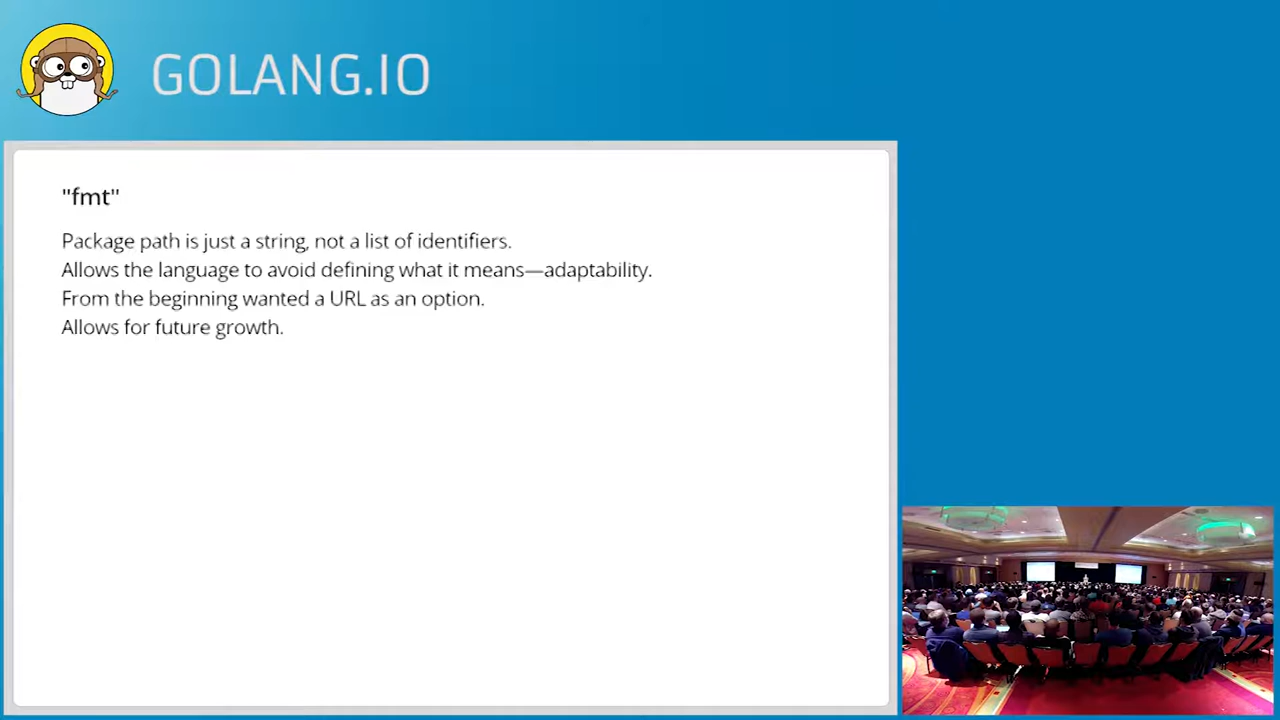 GOLANG.IO
"fmt"
Package path is just a string, not a list of identifiers.
Allows the language to avoid defining what it means—adaptability.
From the beginning wanted a URL as an option.
Allows for future growth.